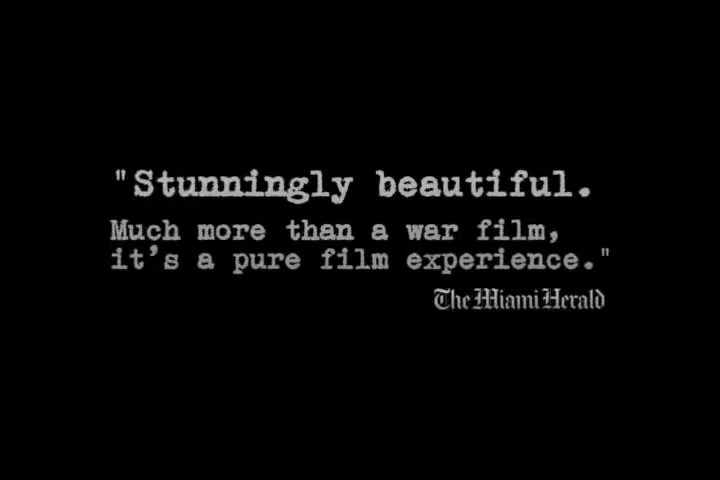 "Stunningly beautiful.
Much more than a war film,
it's a pure film experience."
The Miami Herald